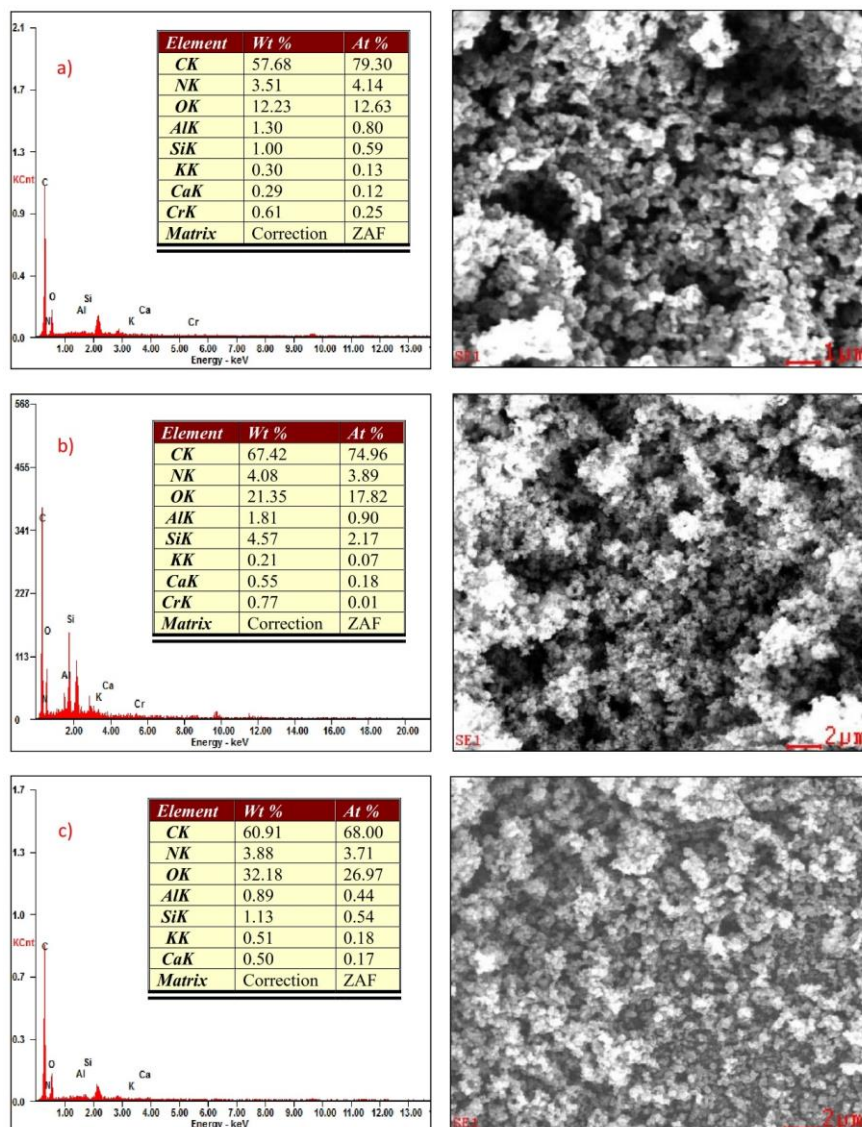 2.1
1.7
1.3
KCnt
0.9
0.4
0.0
a)
Element Wt % At %
CK 57.68 79.30
NK 3.51 4.14
OK 12.23 12.63
AlK 1.30 0.80
SiK 1.00 0.59
KK 0.30 0.13
CaK 0.29 0.12
CrK 0.61 0.25
Matrix Correction ZAF
C
O
N
Al
Si
K
Ca
Cr
1.00 2.00 3.00 4.00 5.00 6.00 7.00 8.00 9.00 10.00 11.00 12.00 13.00
Energy - keV
SE1
1µm
568
455
341
227
113
0
b)
Element Wt % At %
CK 67.42 74.96
NK 4.08 3.89
OK 21.35 17.82
AlK 1.81 0.90
SiK 4.57 2.17
KK 0.21 0.07
CaK 0.55 0.18
CrK 0.77 0.01
Matrix Correction ZAF
C
O
N
Al
Si
K
Ca
Cr
2.00 4.00 6.00 8.00 10.00 12.00 14.00 16.00 18.00 20.00
Energy - keV
SE1
2µm
1.7
1.3
1.0
KCnt
0.7
0.3
0.0
c)
Element Wt % At %
CK 60.91 68.00
NK 3.88 3.71
OK 32.18 26.97
AlK 0.89 0.44
SiK 1.13 0.54
KK 0.51 0.18
CaK 0.50 0.17
Matrix Correction ZAF
C
O
N
Al
Si
K
Ca
1.00 2.00 3.00 4.00 5.00 6.00 7.00 8.00 9.00 10.00 11.00 12.00 13.00
Energy - keV
SE1
2µm